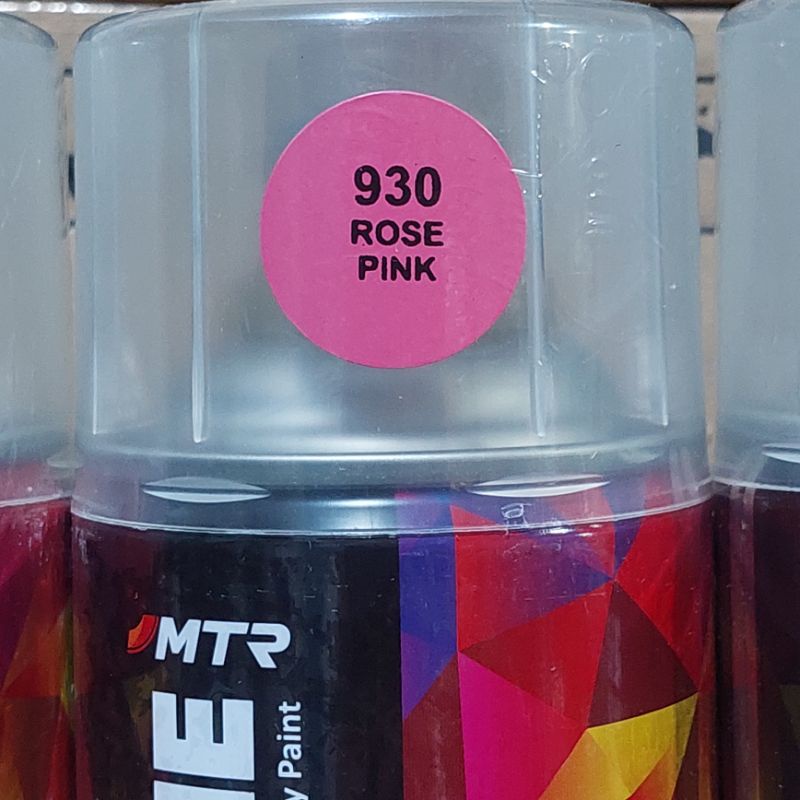 930
ROSE
PINK
MTR
Paint